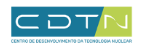 CDTN
CENTRO DE DESENVOLVIMENTO DA TECNOLOGIA NUCLEAR